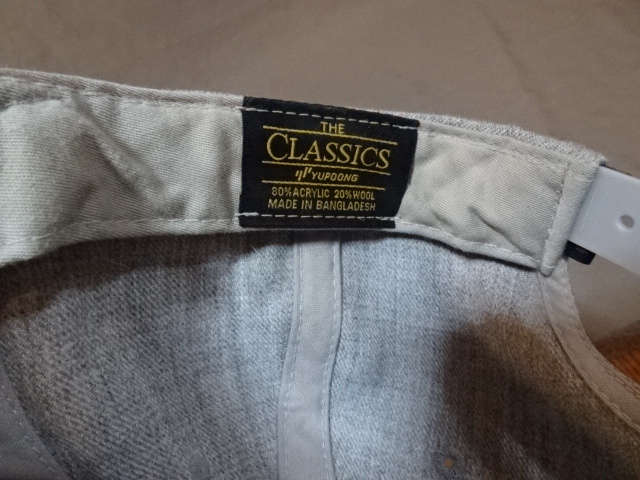 THE
CLASSICS
YUPOONG
80% ACRYLIC 20% WOOL
MADE IN BANGLADESH